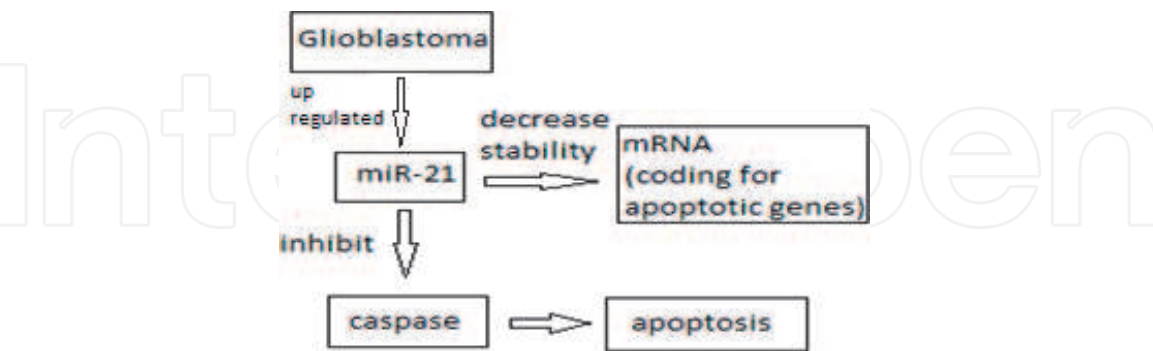 Glioblastoma
up
regulated
decrease
stability
miR-21
mRNA
(coding for
apoptotic genes)
inhibit
caspase
apoptosis